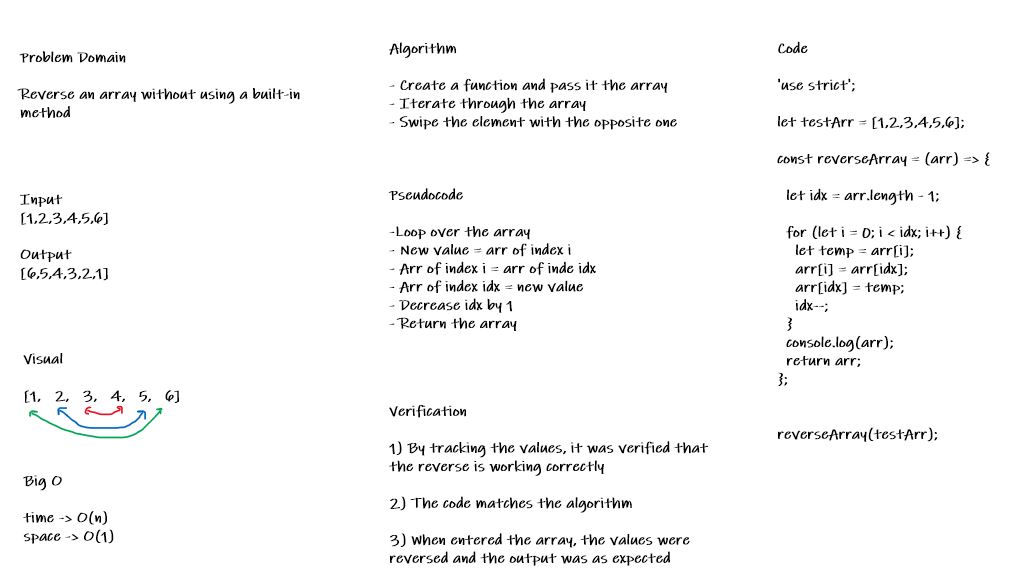 Problem Domain
Reverse an array without using a built-in
method
Input
[1,2,3,4,5,6]
Output
[6,5,4,3,2,1]
Visual
[1, 2, 3, 4, 5, 6]
Big O
time -> O(n)
space -> O(1)
Algorithm
- Create a function and pass it the array
- Iterate through the array
- Swipe the element with the opposite one
Pseudocode
-Loop over the array
- New value = arr of index i
- Arr of index i = arr of inde idx
- Arr of index idx = new value
- Decrease idx by 1
- Return the array
Verification
1) By tracking the values, it was verified that
the reverse is working correctly
2) The code matches the algorithm
3) When entered the array, the values were
reversed and the output was as expected
Code
'use strict';
let testArr = [1,2,3,4,5,6];
const reverseArray = (arr) => {
let idx = arr.length - 1;
for (let i = 0; i < idx; i++) {
let temp = arr[i];
arr[i] = arr[idx];
arr[idx] = temp;
idx--;
}
console.log(arr);
return arr;
};
reverseArray(testArr);